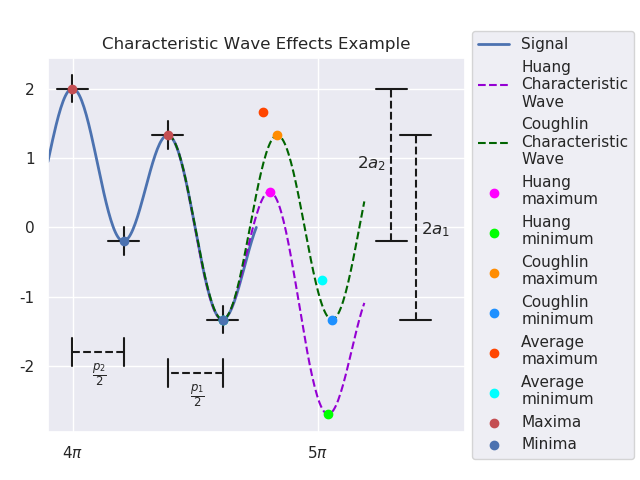 Characteristic Wave Effects Example
2
1
0
-1
-2
4π
5π
2a₂
2a₁
p₂/2
p₁/2
Signal
Huang
Characteristic
Wave
Coughlin
Characteristic
Wave
Huang
maximum
Huang
minimum
Coughlin
maximum
Coughlin
minimum
Average
maximum
Average
minimum
Maxima
Minima